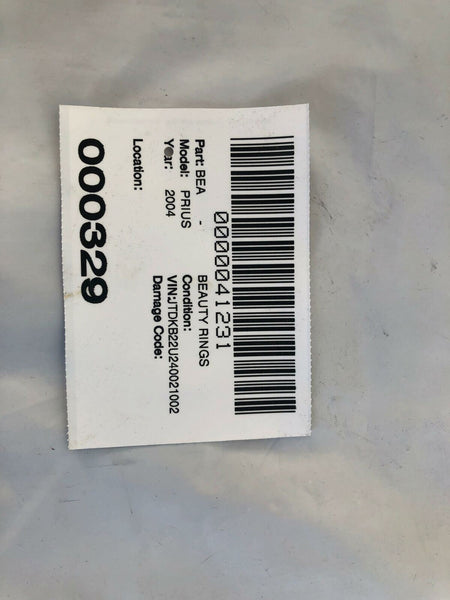 0000041231
Part: BEA - BEAUTY RINGS
Model: PRIUS Condition:
Year: 2004 VIN:JTDKB22U240021002
Damage Code:
Location:
000329